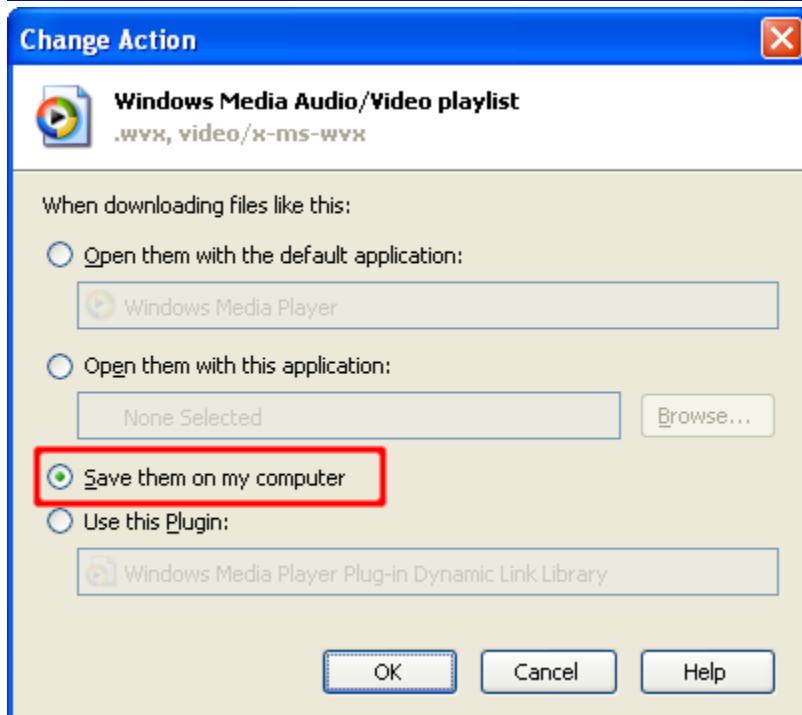 Change Action
Windows Media Audio/Video playlist
.wvx, video/x-ms-wvx
When downloading files like this:
Open them with the default application:
Windows Media Player
Open them with this application:
None Selected
Browse...
Save them on my computer
Use this Plugin:
Windows Media Player Plug-in Dynamic Link Library
OK Cancel Help